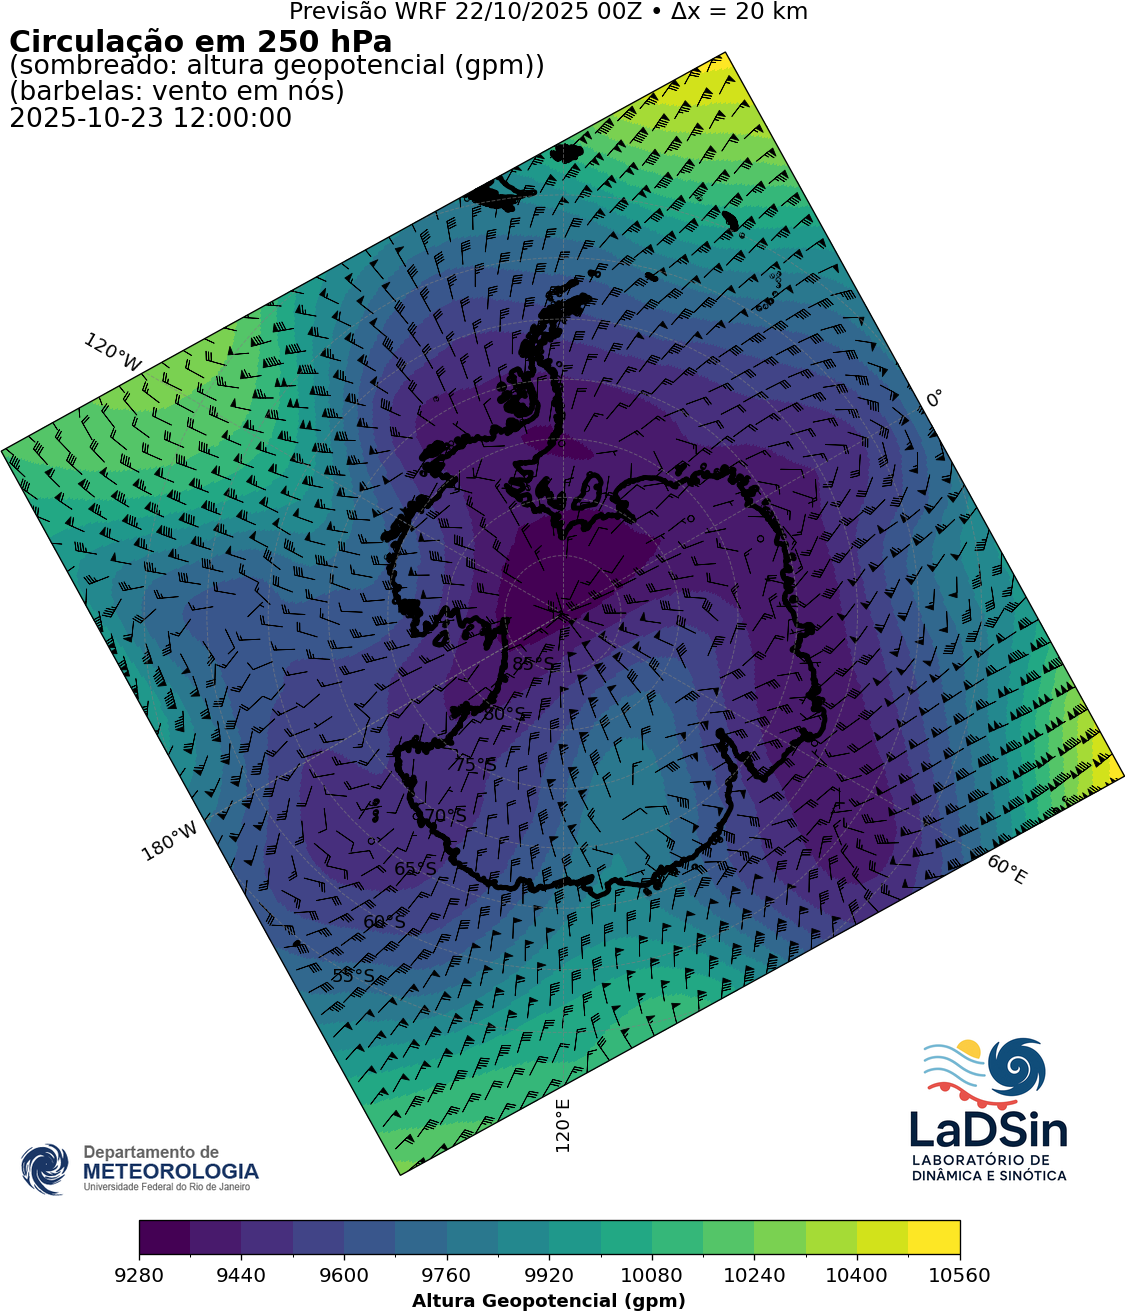 Previsão WRF 22/10/2025 00Z • Δx = 20 km
Circulação em 250 hPa
(sombreado: altura geopotencial (gpm))
(barbelas: vento em nós)
2025-10-23 12:00:00
120°W
0°
85°S
80°S
75°S
70°S
180°W
65°S
60°E
60°S
55°S
120°E
LaDSin
LABORATÓRIO DE
DINÂMICA E SINÓTICA
Departamento de
METEOROLOGIA
Universidade Federal do Rio de Janeiro
9280 9440 9600 9760 9920 10080 10240 10400 10560
Altura Geopotencial (gpm)